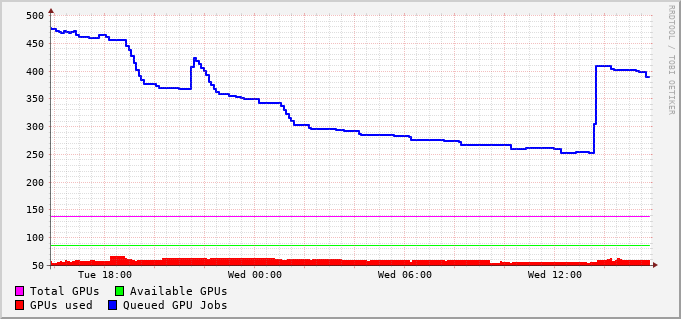 500
450
400
350
300
250
200
150
100
50
Tue 18:00 Wed 00:00 Wed 06:00 Wed 12:00
Total GPUs Available GPUs
GPUs used Queued GPU Jobs
RRDTOOL / TOBI OETIKER